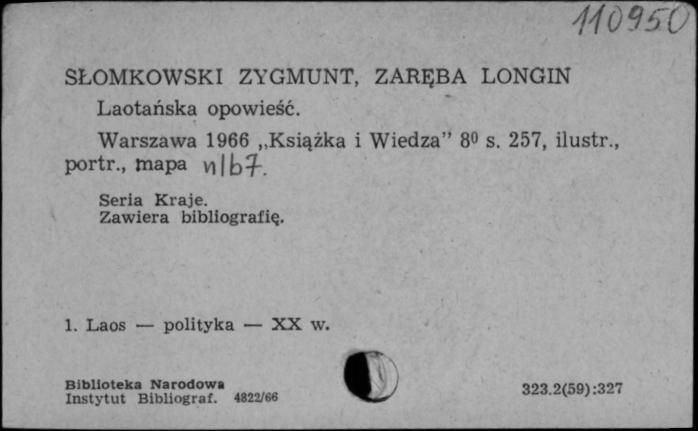 110950
SŁOMKOWSKI ZYGMUNT, ZARĘBA LONGIN
Laotańska opowieść.
Warszawa 1966 „Książka i Wiedza” 8⁰ s. 257, ilustr.,
portr., mapa nlb7.
Seria Kraje.
Zawiera bibliografię.
1. Laos — polityka — XX w.
Biblioteka Narodowa
Instytut Bibliograf. 4822/66
323.2(59):327